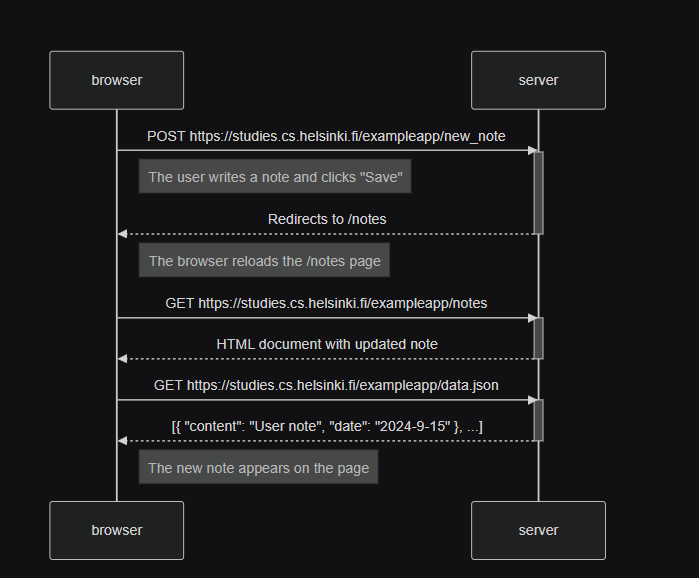 browser
server
POST https://studies.cs.helsinki.fi/exampleapp/new_note
The user writes a note and clicks "Save"
Redirects to /notes
The browser reloads the /notes page
GET https://studies.cs.helsinki.fi/exampleapp/notes
HTML document with updated note
GET https://studies.cs.helsinki.fi/exampleapp/data.json
[{ "content": "User note", "date": "2024-9-15" }, ...]
The new note appears on the page
browser
server